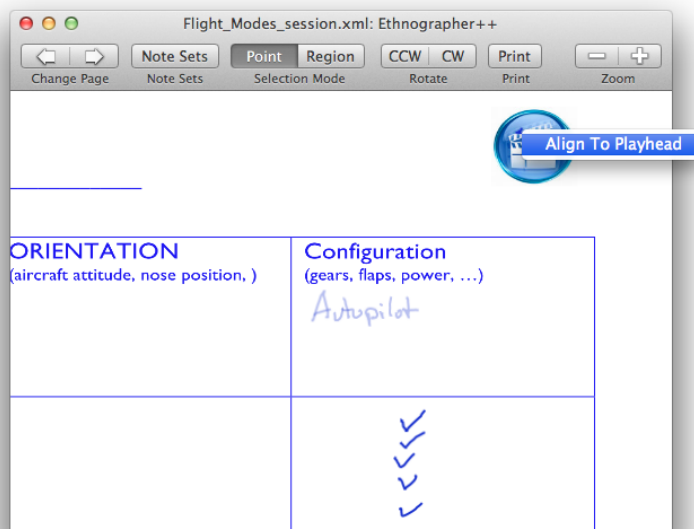 Flight_Modes_session.xml: Ethnographer++
Note Sets Point Region CCW CW Print
Change Page Note Sets Selection Mode Rotate Print Zoom
Align To Playhead
ORIENTATION Configuration
(aircraft attitude, nose position, ) (gears, flaps, power, ...)
Autopilot